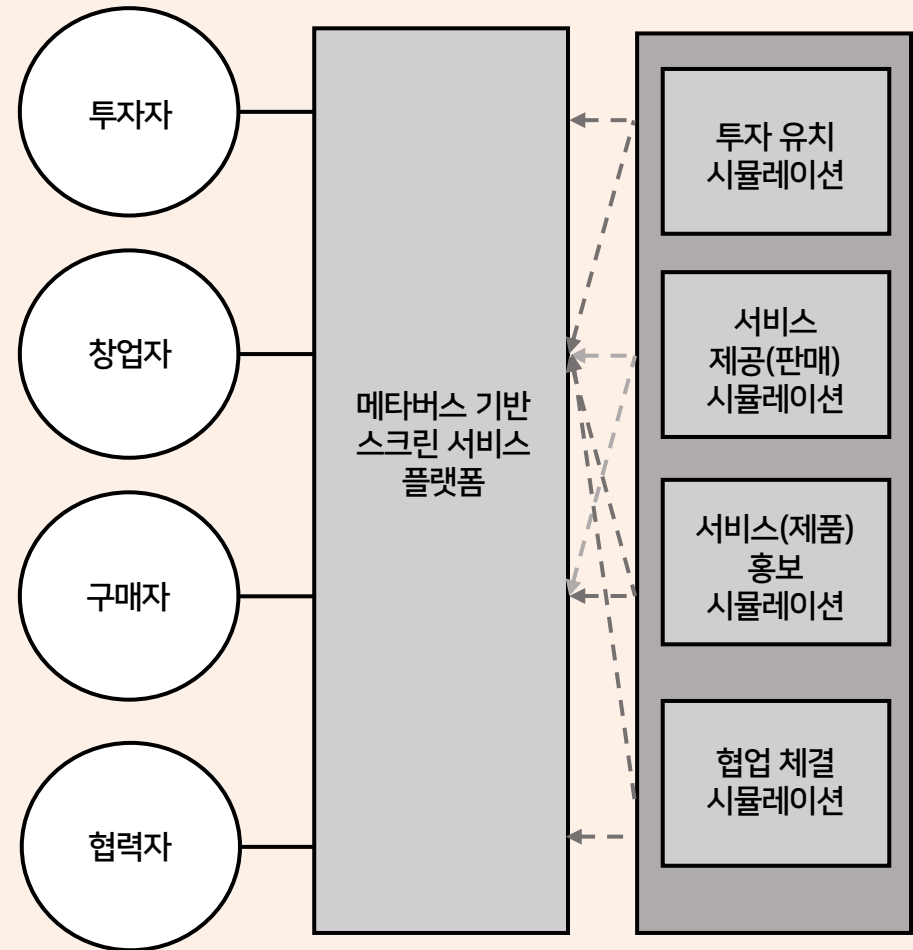 투자자
창업자
구매자
협력자
메타버스 기반
스크린 서비스
플랫폼
투자 유치
시뮬레이션
서비스
제공(판매)
시뮬레이션
서비스(제품)
홍보
시뮬레이션
협업 체결
시뮬레이션